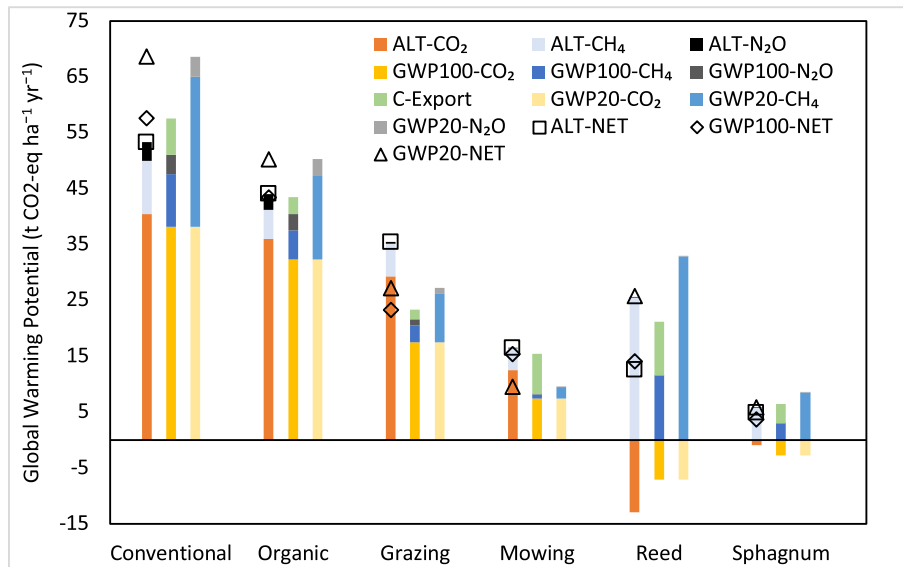 75
65
55
45
35
25
15
5
-5
-15
Global Warming Potential (t CO2-eq ha⁻¹ yr⁻¹)
ALT-CO₂ ALT-CH₄ ALT-N₂O
GWP100-CO₂ GWP100-CH₄ GWP100-N₂O
C-Export GWP20-CO₂ GWP20-CH₄
GWP20-N₂O ALT-NET GWP100-NET
GWP20-NET
Conventional Organic Grazing Mowing Reed Sphagnum